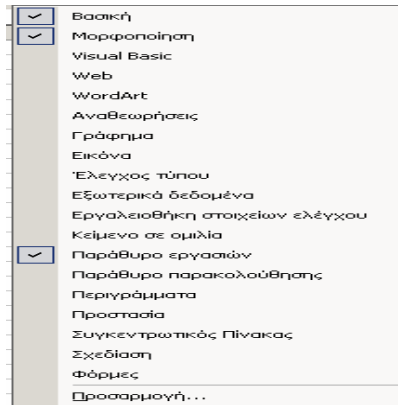 Βασική
Μορφοποίηση
Visual Basic
Web
WordArt
Αναθεωρήσεις
Γράφημα
Εικόνα
Έλεγχος τύπου
Εξωτερικά δεδομένα
Εργαλειοθήκη στοιχείων ελέγχου
Κείμενο σε ομιλία
Παράθυρο εργασιών
Παράθυρο παρακολούθησης
Περιγράμματα
Προστασία
Συγκεντρωτικός Πίνακας
Σχεδίαση
Φόρμες
Προσαρμογή...